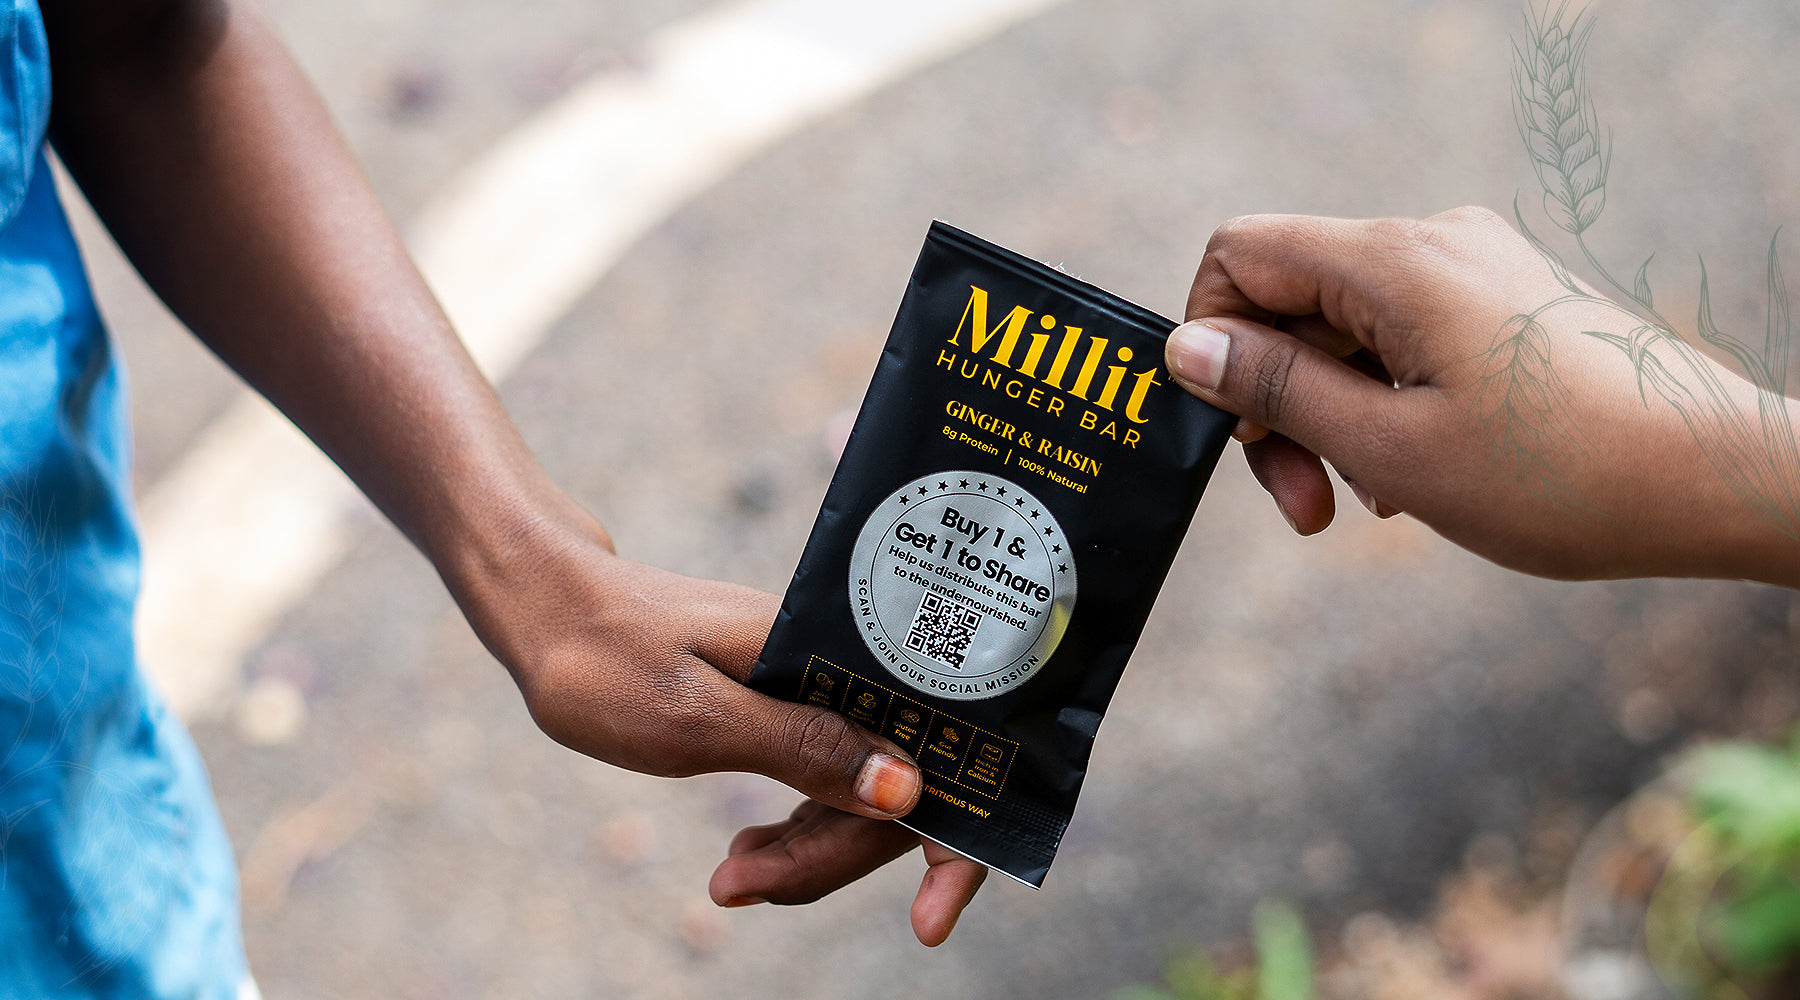 Millit
HUNGER BAR
GINGER & RAISIN
8g Protein | 100% Natural
Buy 1 &
Get 1 to Share
Help us distribute this bar
to the undernourished.
SCAN & JOIN OUR SOCIAL MISSION
Gluten
Free
Gut
Friendly
Rich in
Iron &
Calcium
WAY